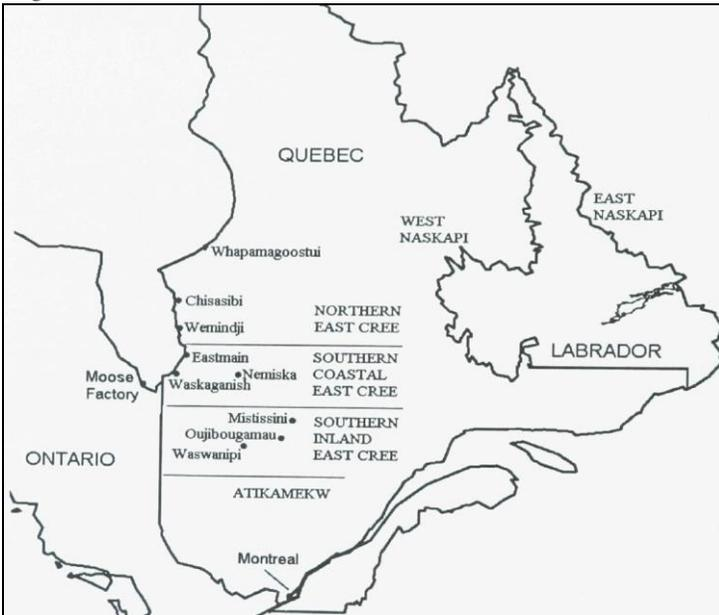 QUEBEC
EAST
NASKAPI
WEST
NASKAPI
Whapamagoostui
Chisasibi
NORTHERN
EAST CREE
Wemindji
Eastmain
SOUTHERN
COASTAL
EAST CREE
Nemiska
Waskaganish
Moose
Factory
LABRADOR
Mistissini
SOUTHERN
INLAND
EAST CREE
Oujibougamau
Waswanipi
ONTARIO
ATIKAMEKW
Montreal